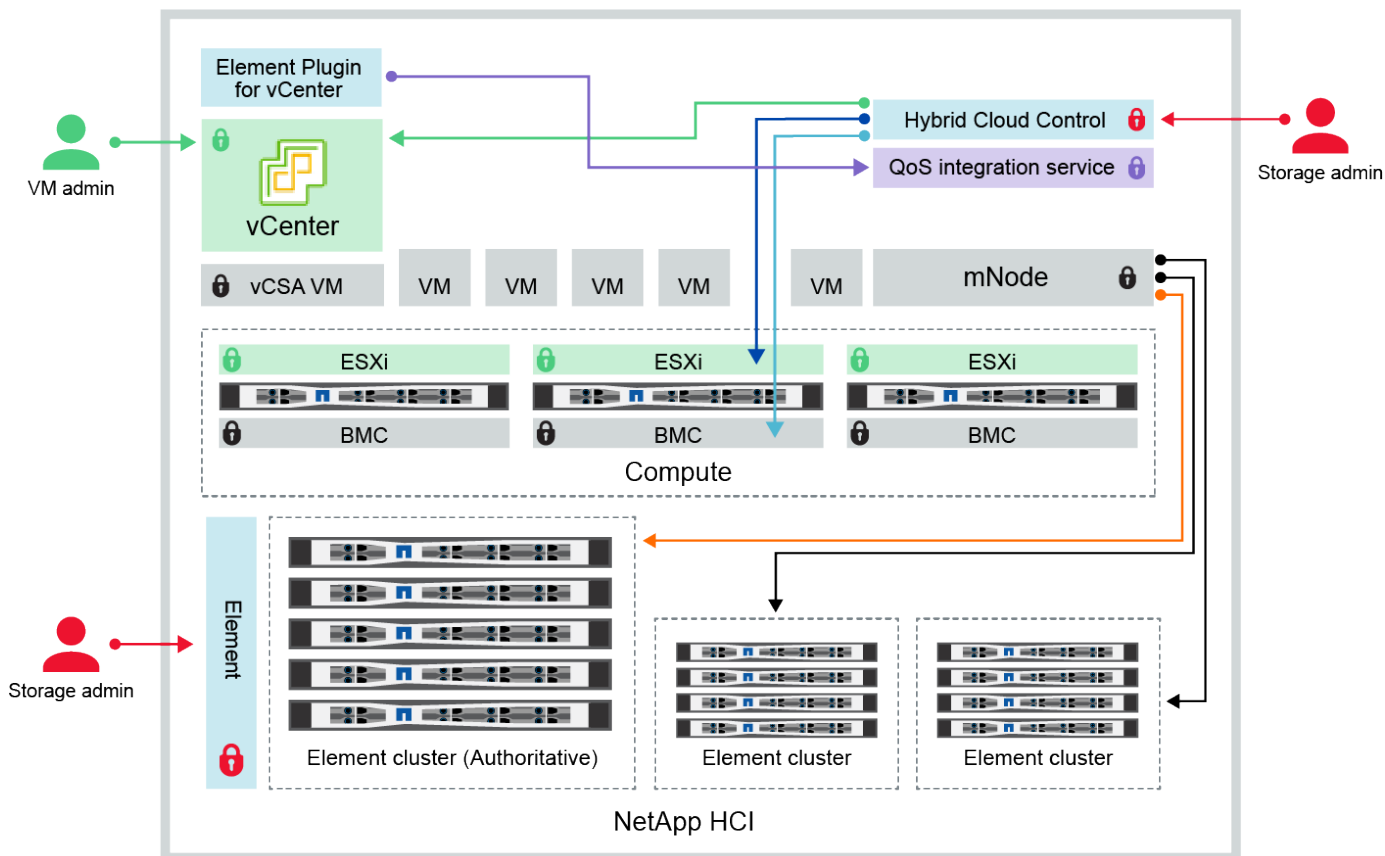 Element Plugin
for vCenter
Hybrid Cloud Control
QoS integration service
VM admin
Storage admin
vCenter
vCSA VM
VM
VM
VM
VM
VM
mNode
ESXi
ESXi
ESXi
BMC
BMC
BMC
Compute
Element
Storage admin
Element cluster (Authoritative)
Element cluster
Element cluster
NetApp HCI